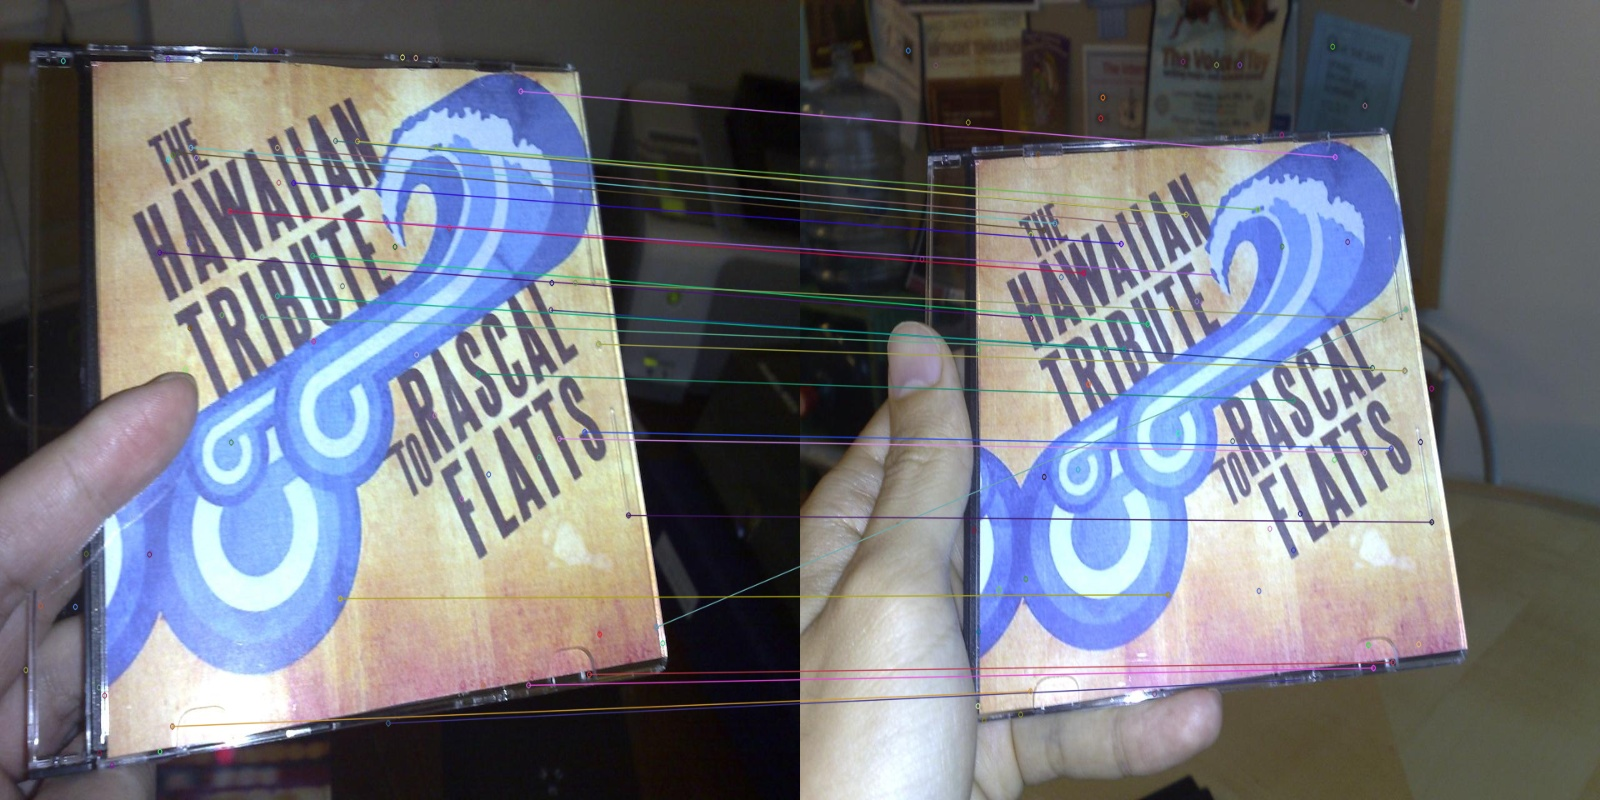 THE
HAWAIIAN
TRIBUTE
TO RASCAL
FLATTS
THE
HAWAIIAN
TRIBUTE
TO RASCAL
FLATTS